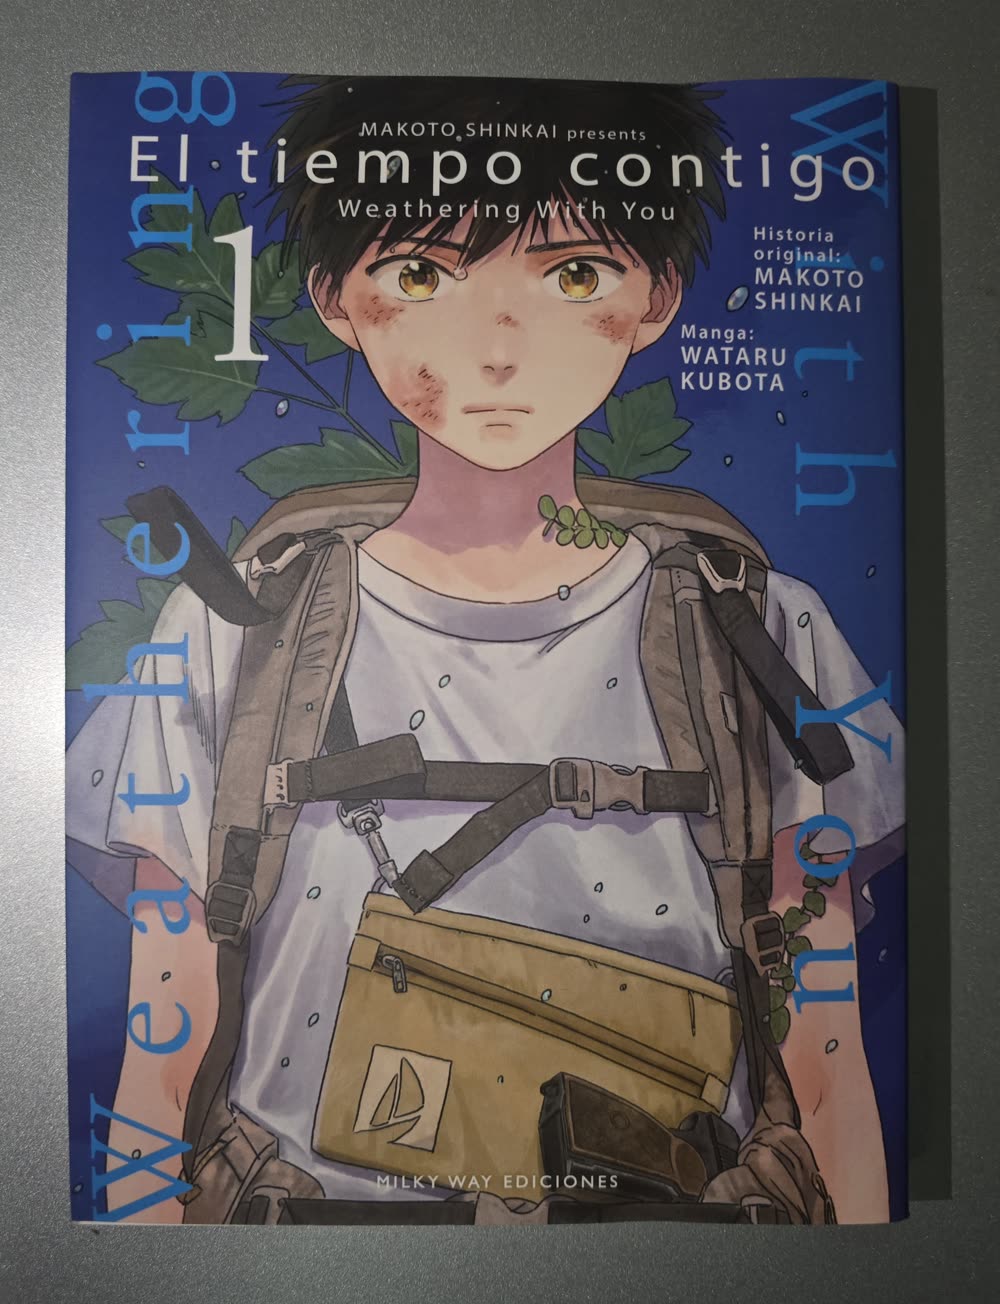 MAKOTO SHINKAI presents
El tiempo contigo
Weathering With You
1
Historia
original:
MAKOTO
SHINKAI
Manga:
WATARU
KUBOTA
Weathering
With You
MILKY WAY EDICIONES